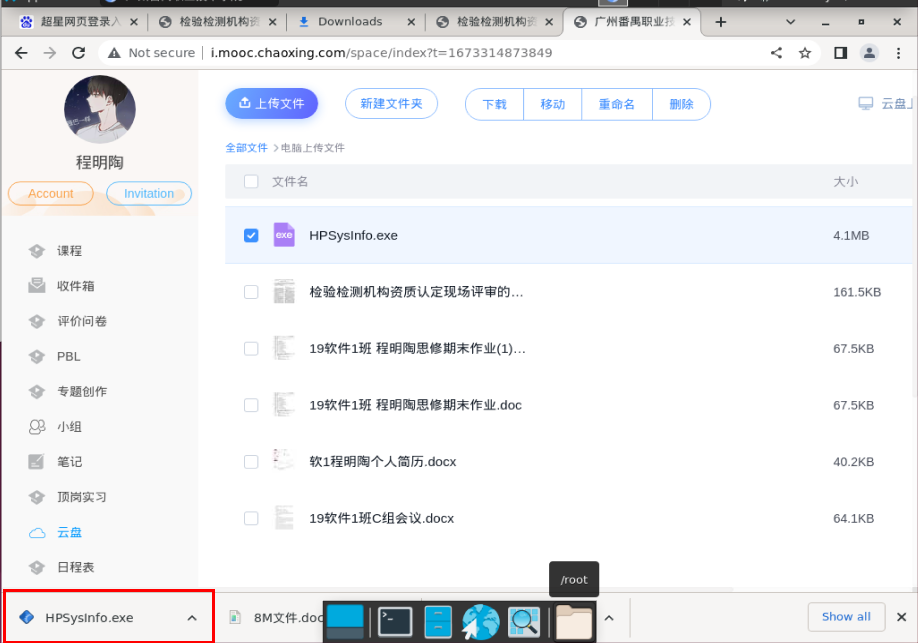 超星网页登录入
检验检测机构资
Downloads
检验检测机构资
广州番禺职业技
Not secure
i.mooc.chaoxing.com/space/index?t=1673314873849
程明陶
Account
Invitation
课程
收件箱
评价问卷
PBL
专题创作
小组
笔记
顶岗实习
云盘
日程表
上传文件
新建文件夹
下载
移动
重命名
删除
云盘
全部文件 > 电脑上传文件
文件名
大小
exe
HPSysInfo.exe
4.1MB
检验检测机构资质认定现场评审的...
161.5KB
19软件1班 程明陶思修期末作业(1)...
67.5KB
19软件1班 程明陶思修期末作业.doc
67.5KB
软1程明陶个人简历.docx
40.2KB
19软件1班C组会议.docx
64.1KB
/root
HPSysInfo.exe
8M文件.doc
Show all